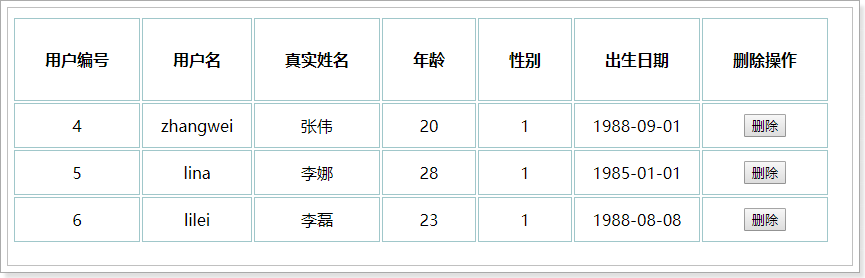 用户编号 用户名 真实姓名 年龄 性别 出生日期 删除操作
4 zhangwei 张伟 20 1 1988-09-01 删除
5 lina 李娜 28 1 1985-01-01 删除
6 lilei 李磊 23 1 1988-08-08 删除